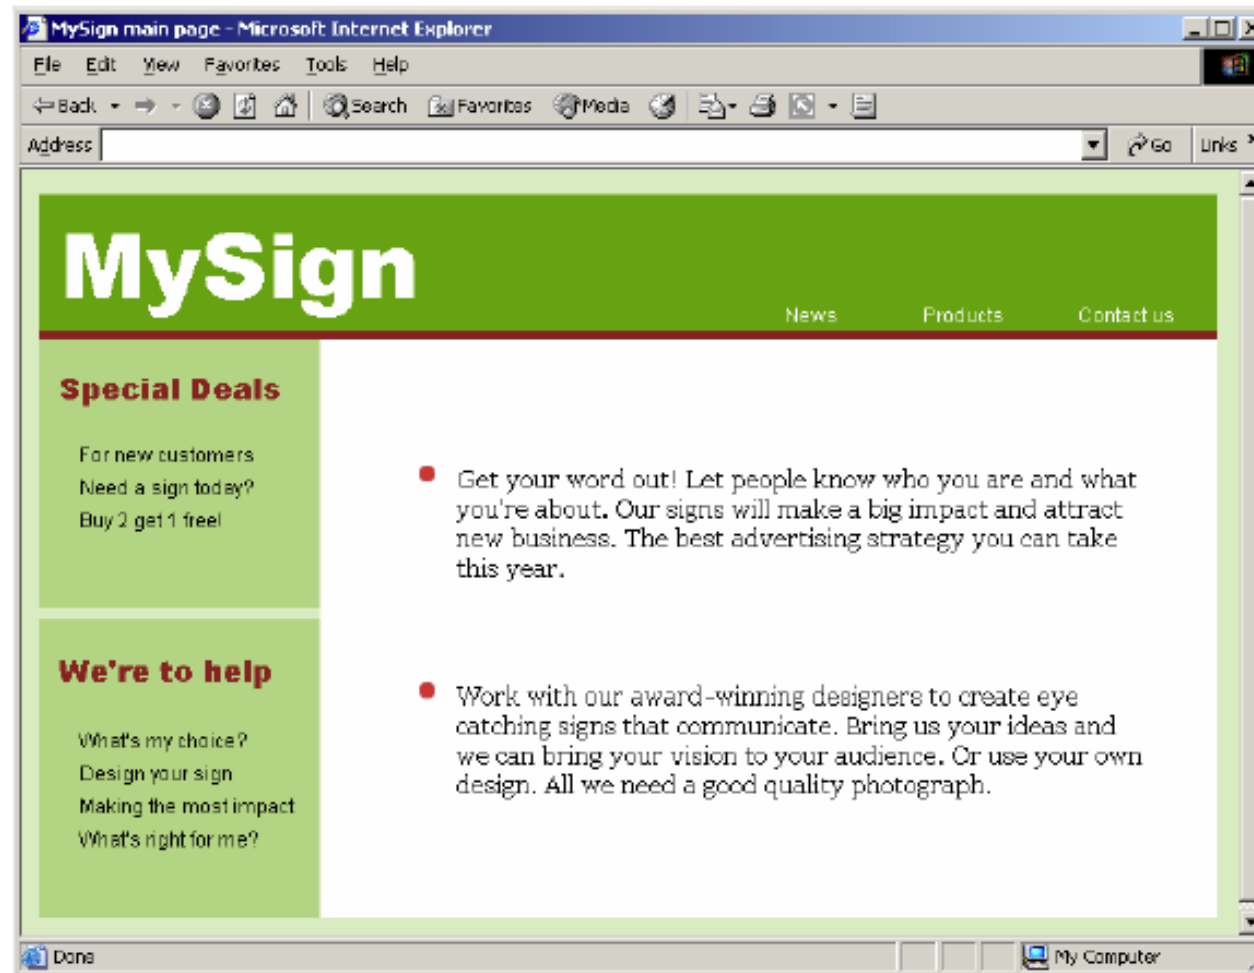 MySign main page - Microsoft Internet Explorer
File Edit View Favorites Tools Help
Back Search Favorites Media
Address Go Links
MySign
News Products Contact us
Special Deals
For new customers
Need a sign today?
Buy 2 get 1 free!
We're to help
What's my choice?
Design your sign
Making the most impact
What's right for me?
Get your word out! Let people know who you are and what
you're about. Our signs will make a big impact and attract
new business. The best advertising strategy you can take
this year.
Work with our award-winning designers to create eye
catching signs that communicate. Bring us your ideas and
we can bring your vision to your audience. Or use your own
design. All we need a good quality photograph.
Done My Computer